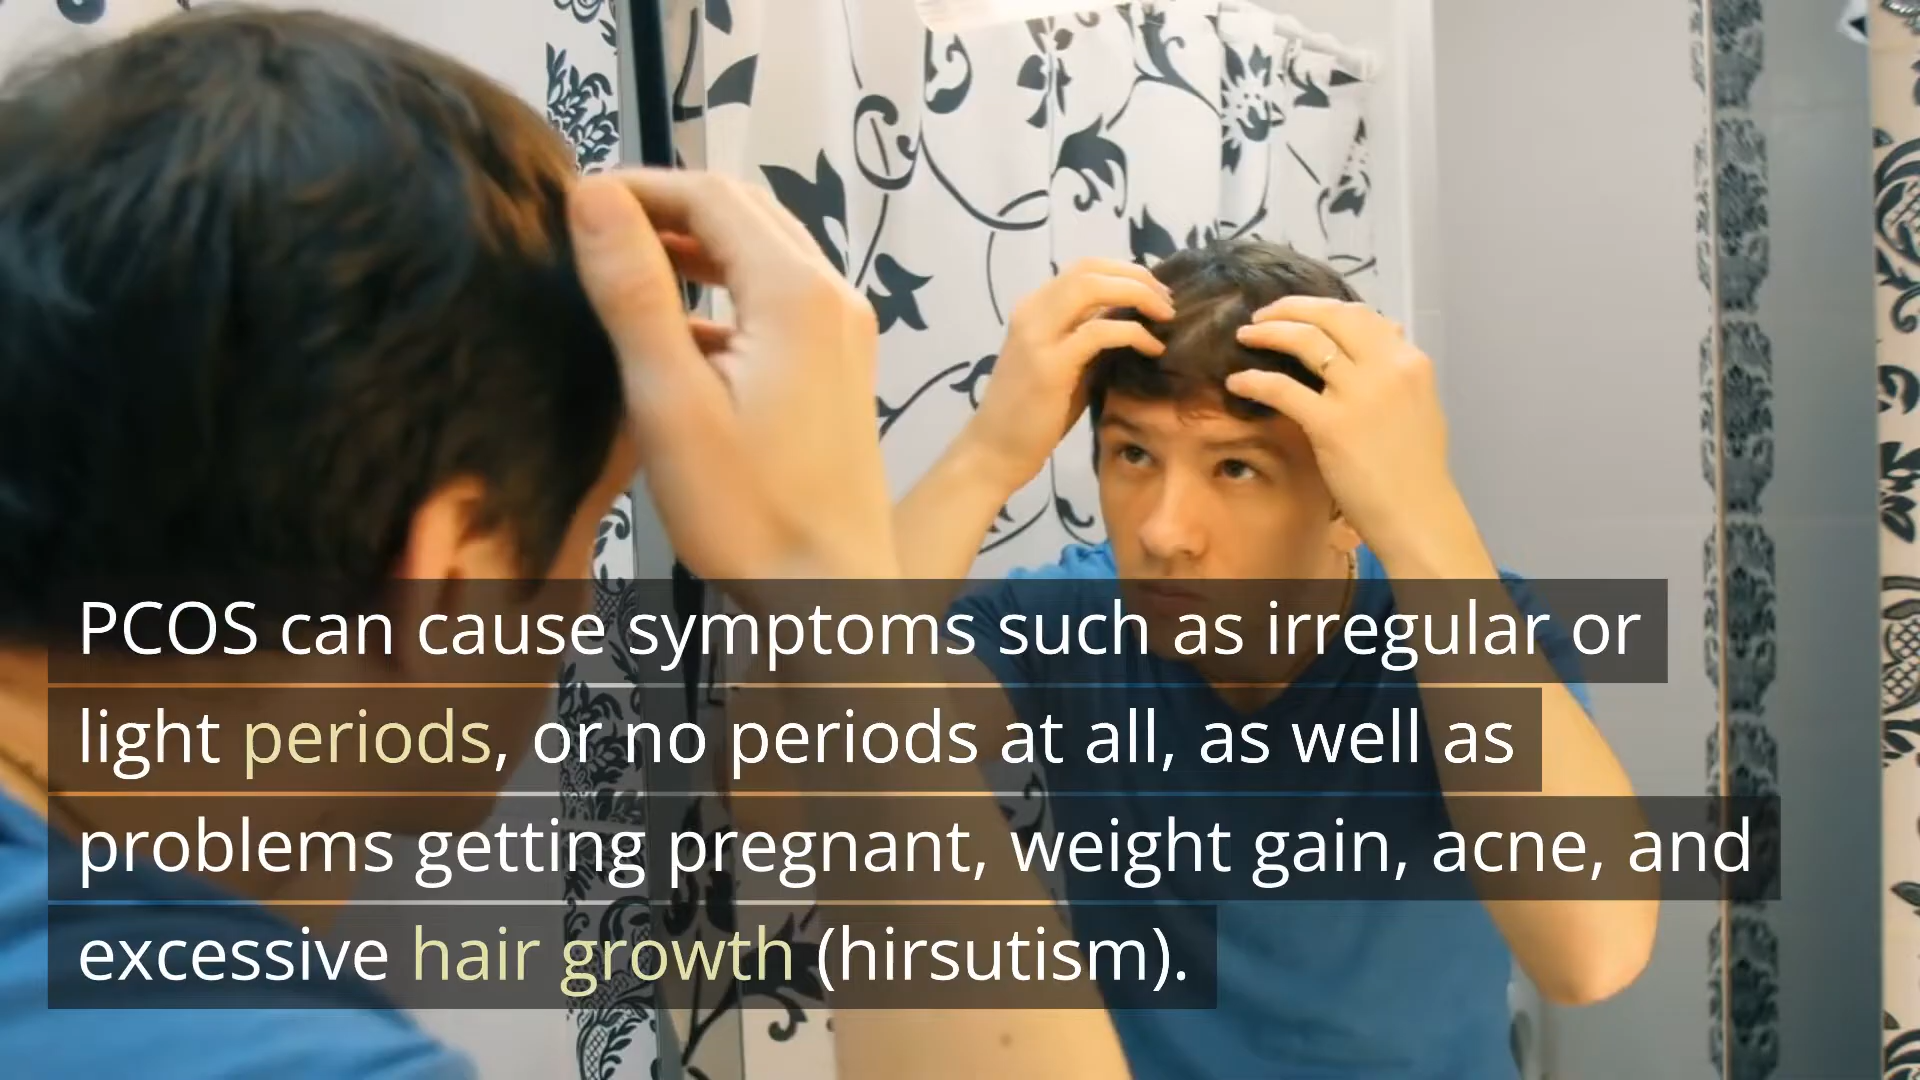 PCOS can cause symptoms such as irregular or
light periods, or no periods at all, as well as
problems getting pregnant, weight gain, acne, and
excessive hair growth (hirsutism).